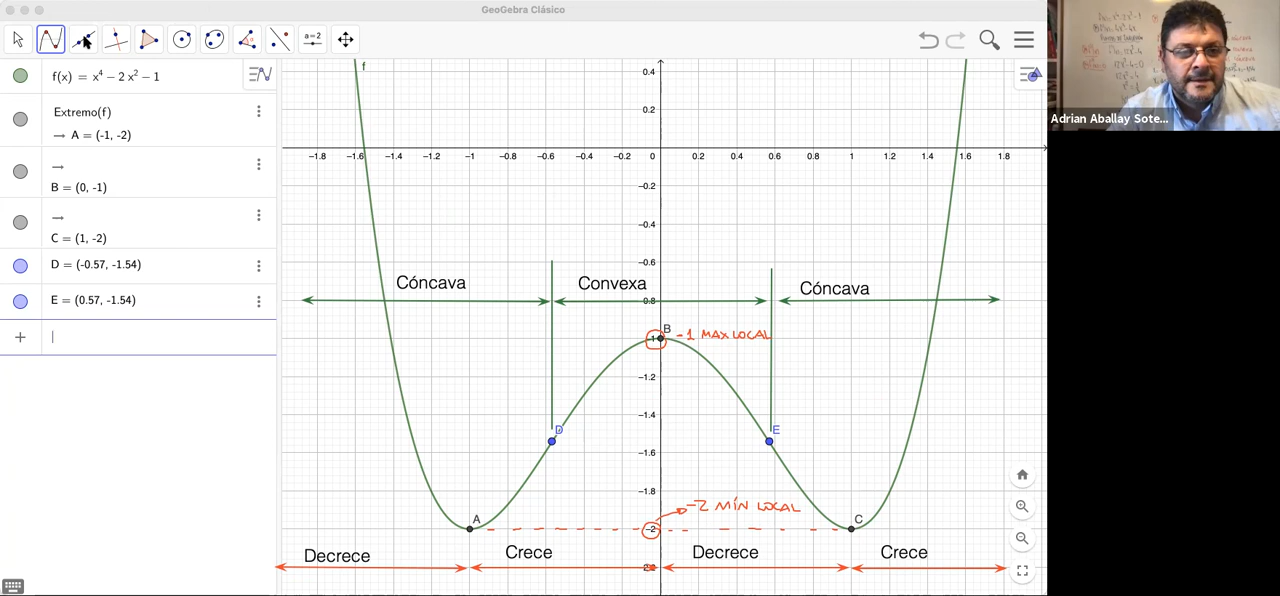 GeoGebra Clásico
a = 2
f(x) = x⁴ − 2 x² − 1
Extremo(f)
→ A = (-1, -2)
→
B = (0, -1)
→
C = (1, -2)
D = (-0.57, -1.54)
E = (0.57, -1.54)
+
f
0.4
0.2
-1.8 -1.6 -1.4 -1.2 -1 -0.8 -0.6 -0.4 -0.2 0 0.2 0.4 0.6 0.8 1 1.2 1.4 1.6 1.8
-0.2
-0.4
-0.6
Cóncava Convexa Cóncava
0.8
B
-1 MAX LOCAL
-1.2
-1.4
D E
-1.6
-1.8
-2 MÍN LOCAL
A C
-2
Decrece Crece Decrece Crece
Adrian Aballay Sote...